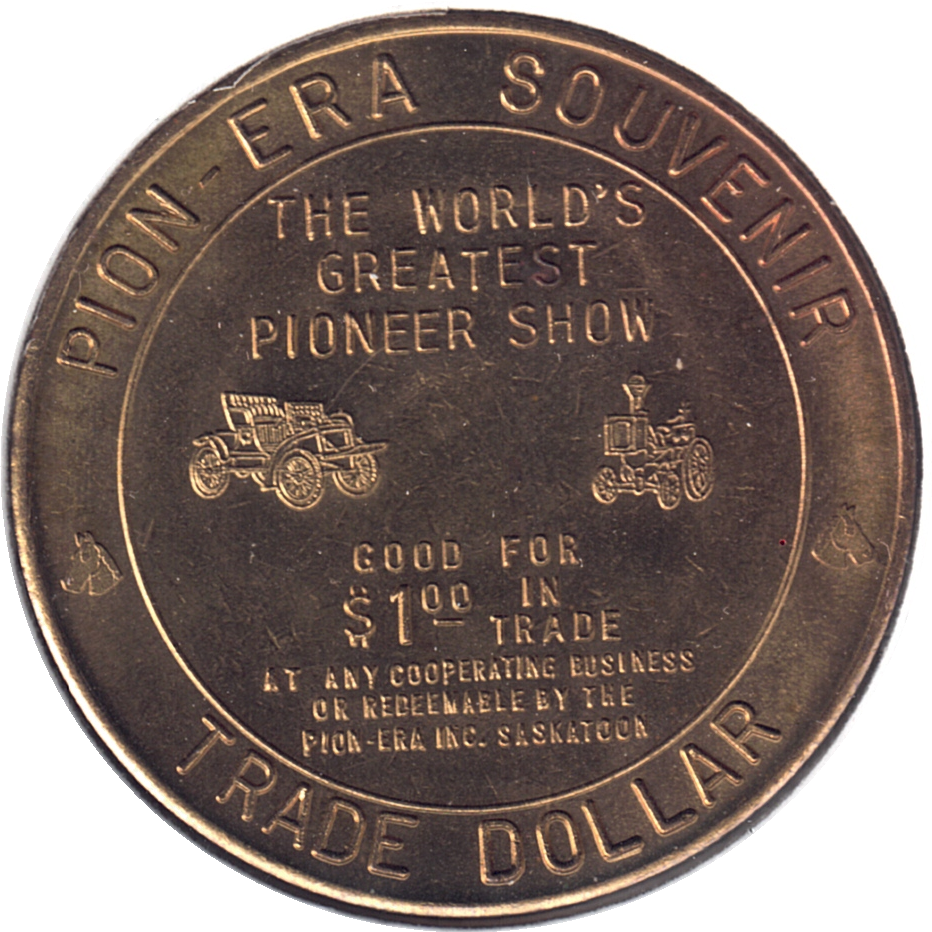 PION-ERA SOUVENIR
THE WORLD'S
GREATEST
PIONEER SHOW
GOOD FOR
$1.00 IN
TRADE
AT ANY COOPERATING BUSINESS
OR REDEEMABLE BY THE
PION-ERA INC. SASKATOON
TRADE DOLLAR